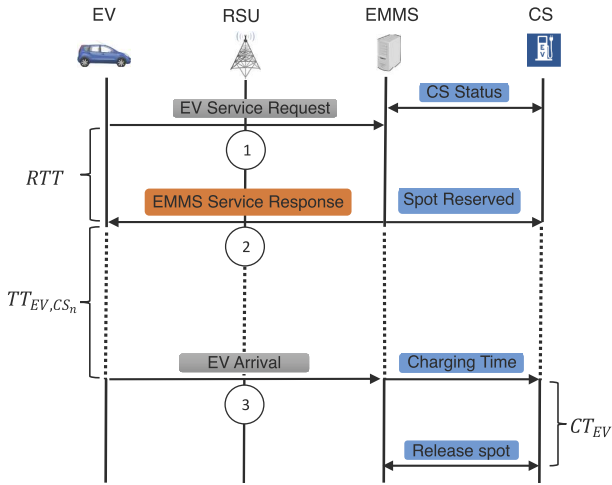 EV RSU EMMS CS
EV
CS Status
EV Service Request
1
RTT
EMMS Service Response Spot Reserved
2
TT_{EV,CS_n}
EV Arrival Charging Time
3
CT_{EV}
Release spot